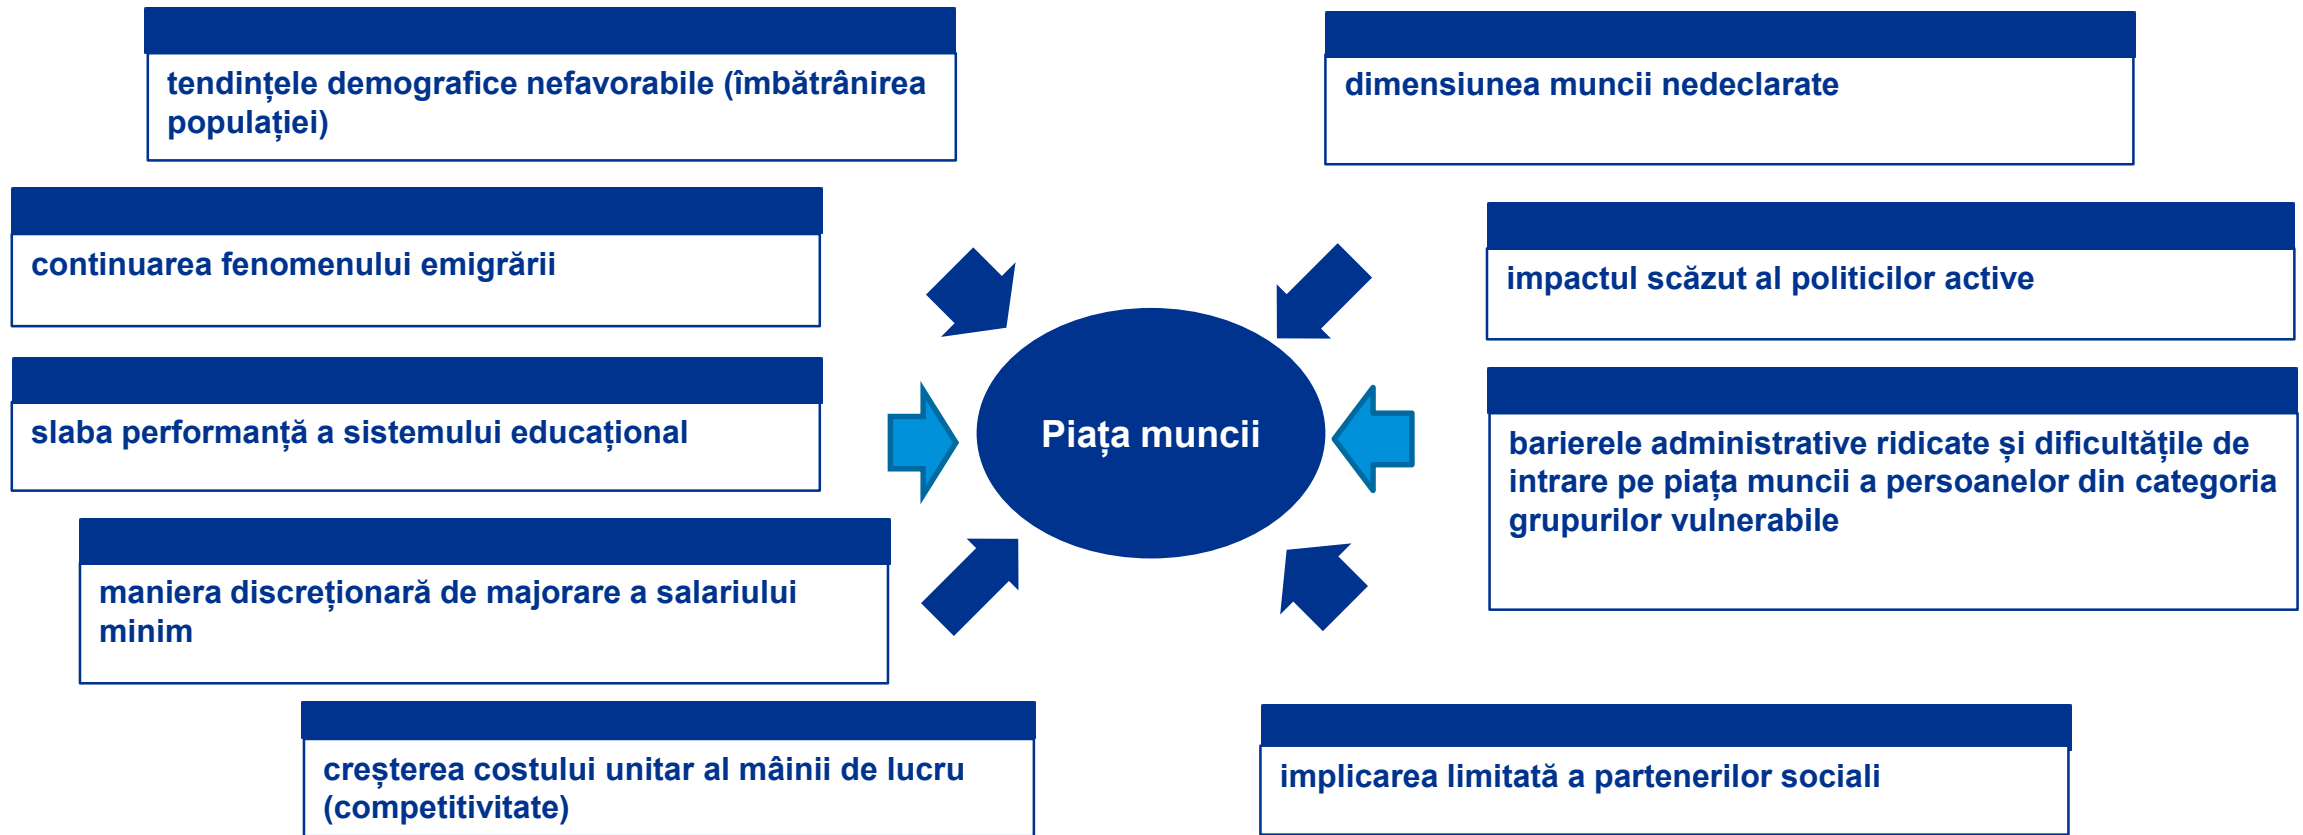 tendințele demografice nefavorabile (îmbătrânirea
populației)
dimensiunea muncii nedeclarate
continuarea fenomenului emigrării
impactul scăzut al politicilor active
slaba performanță a sistemului educațional
Piața muncii
barierele administrative ridicate și dificultățile de
intrare pe piața muncii a persoanelor din categoria
grupurilor vulnerabile
maniera discreționară de majorare a salariului
minim
creșterea costului unitar al mâinii de lucru
(competitivitate)
implicarea limitată a partenerilor sociali